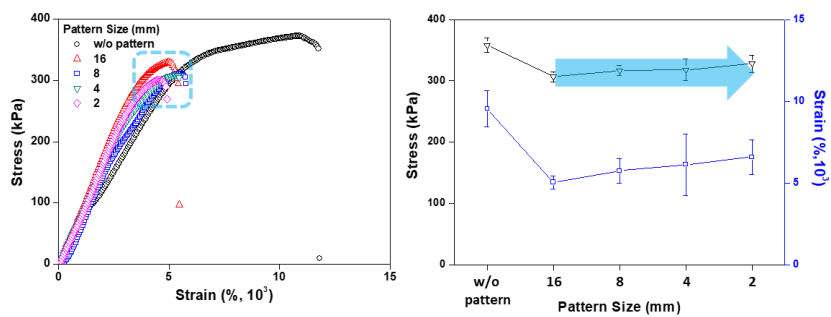 Pattern Size (mm)
w/o pattern
16
8
4
2
400
300
200
100
0
Stress (kPa)
0
5
10
15
Strain (%, 10³)
400
300
200
100
0
Stress (kPa)
15
10
5
0
Strain (%,10³)
w/o
pattern
16
8
4
2
Pattern Size (mm)